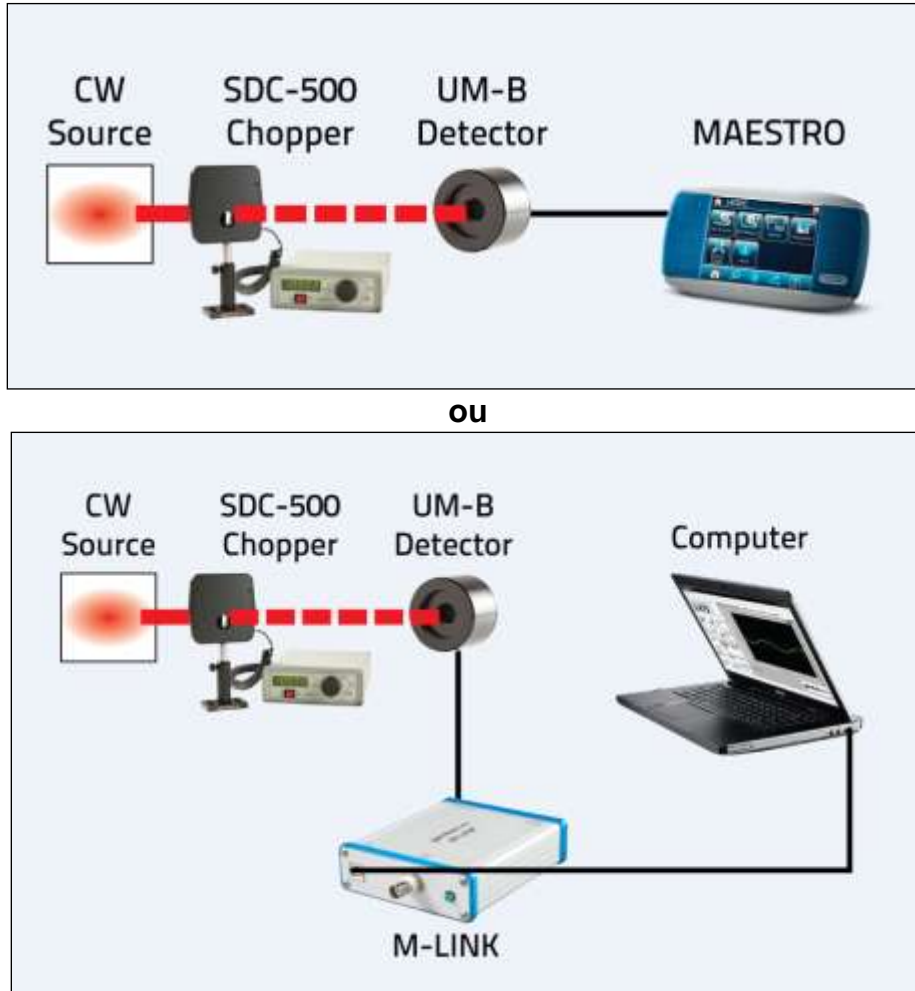 CW
Source
SDC-500
Chopper
UM-B
Detector
MAESTRO
ou
CW
Source
SDC-500
Chopper
UM-B
Detector
Computer
M-LINK